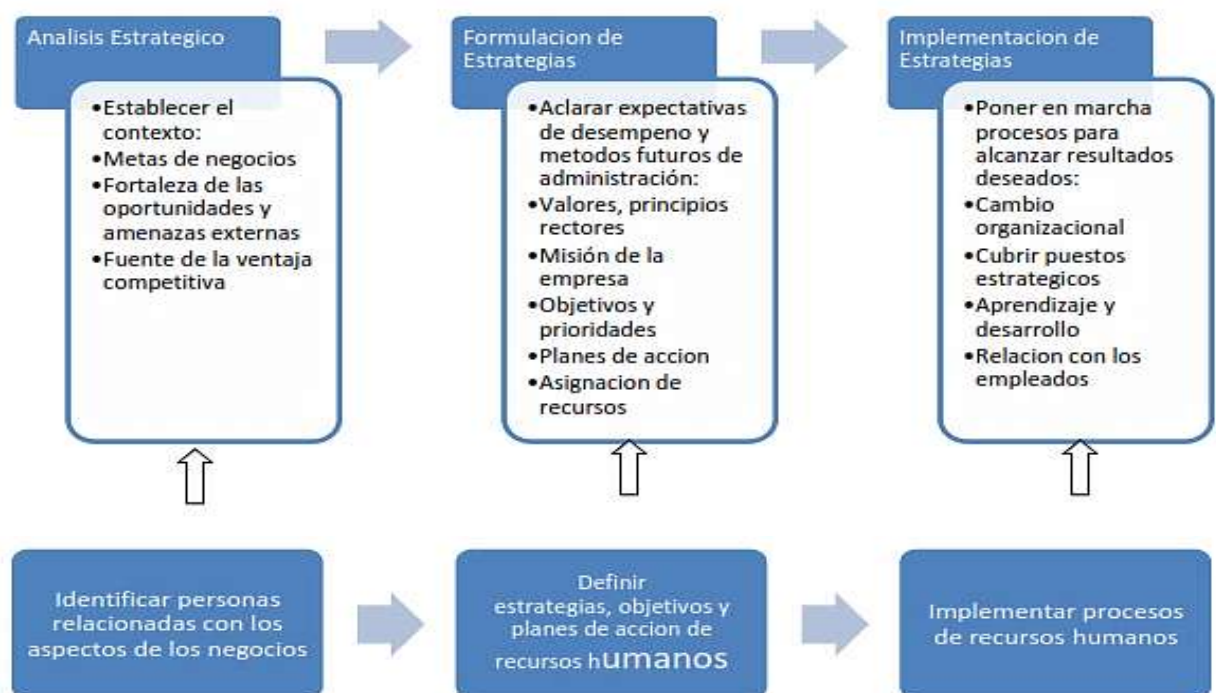 Analisis Estrategico
•Establecer el
contexto:
•Metas de negocios
•Fortaleza de las
oportunidades y
amenazas externas
•Fuente de la ventaja
competitiva
Formulacion de
Estrategias
•Aclarar expectativas
de desempeno y
metodos futuros de
administración:
•Valores, principios
rectores
•Misión de la
empresa
•Objetivos y
prioridades
•Planes de accion
•Asignacion de
recursos
Implementacion de
Estrategias
•Poner en marcha
procesos para
alcanzar resultados
deseados:
•Cambio
organizacional
•Cubrir puestos
estrategicos
•Aprendizaje y
desarrollo
•Relacion con los
empleados
Identificar personas
relacionadas con los
aspectos de los negocios
Definir
estrategias, objetivos y
planes de accion de
recursos humanos
Implementar procesos
de recursos humanos